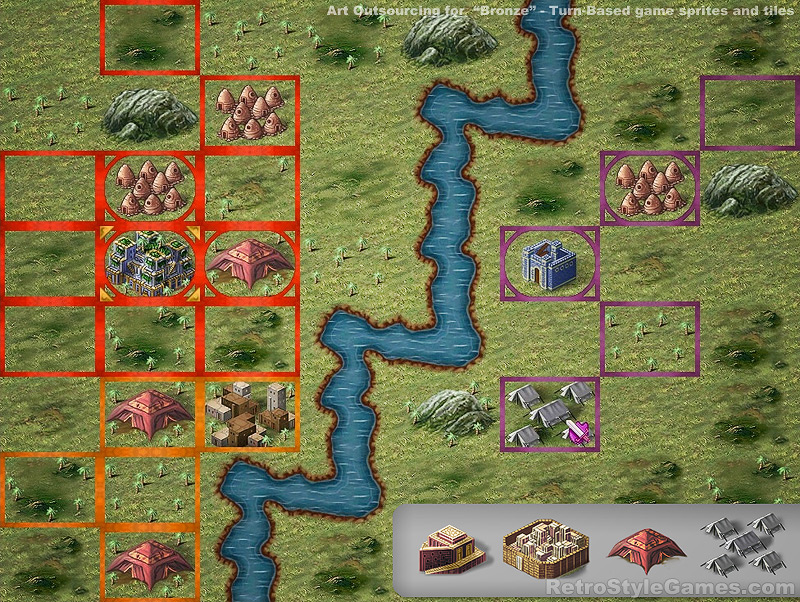 Art Outsourcing for "Bronze" - Turn-Based game sprites and tiles
RetroStyleGames.com